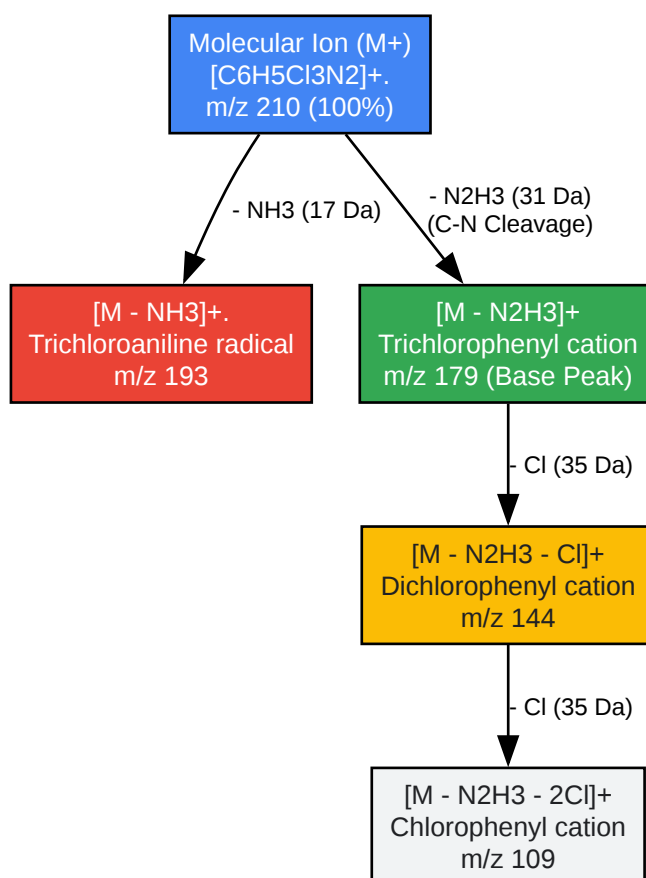 Molecular Ion (M+)
[C6H5Cl3N2]+.
m/z 210 (100%)
- NH3 (17 Da)
- N2H3 (31 Da)
(C-N Cleavage)
[M - NH3]+.
Trichloroaniline radical
m/z 193
[M - N2H3]+
Trichlorophenyl cation
m/z 179 (Base Peak)
- Cl (35 Da)
[M - N2H3 - Cl]+
Dichlorophenyl cation
m/z 144
- Cl (35 Da)
[M - N2H3 - 2Cl]+
Chlorophenyl cation
m/z 109